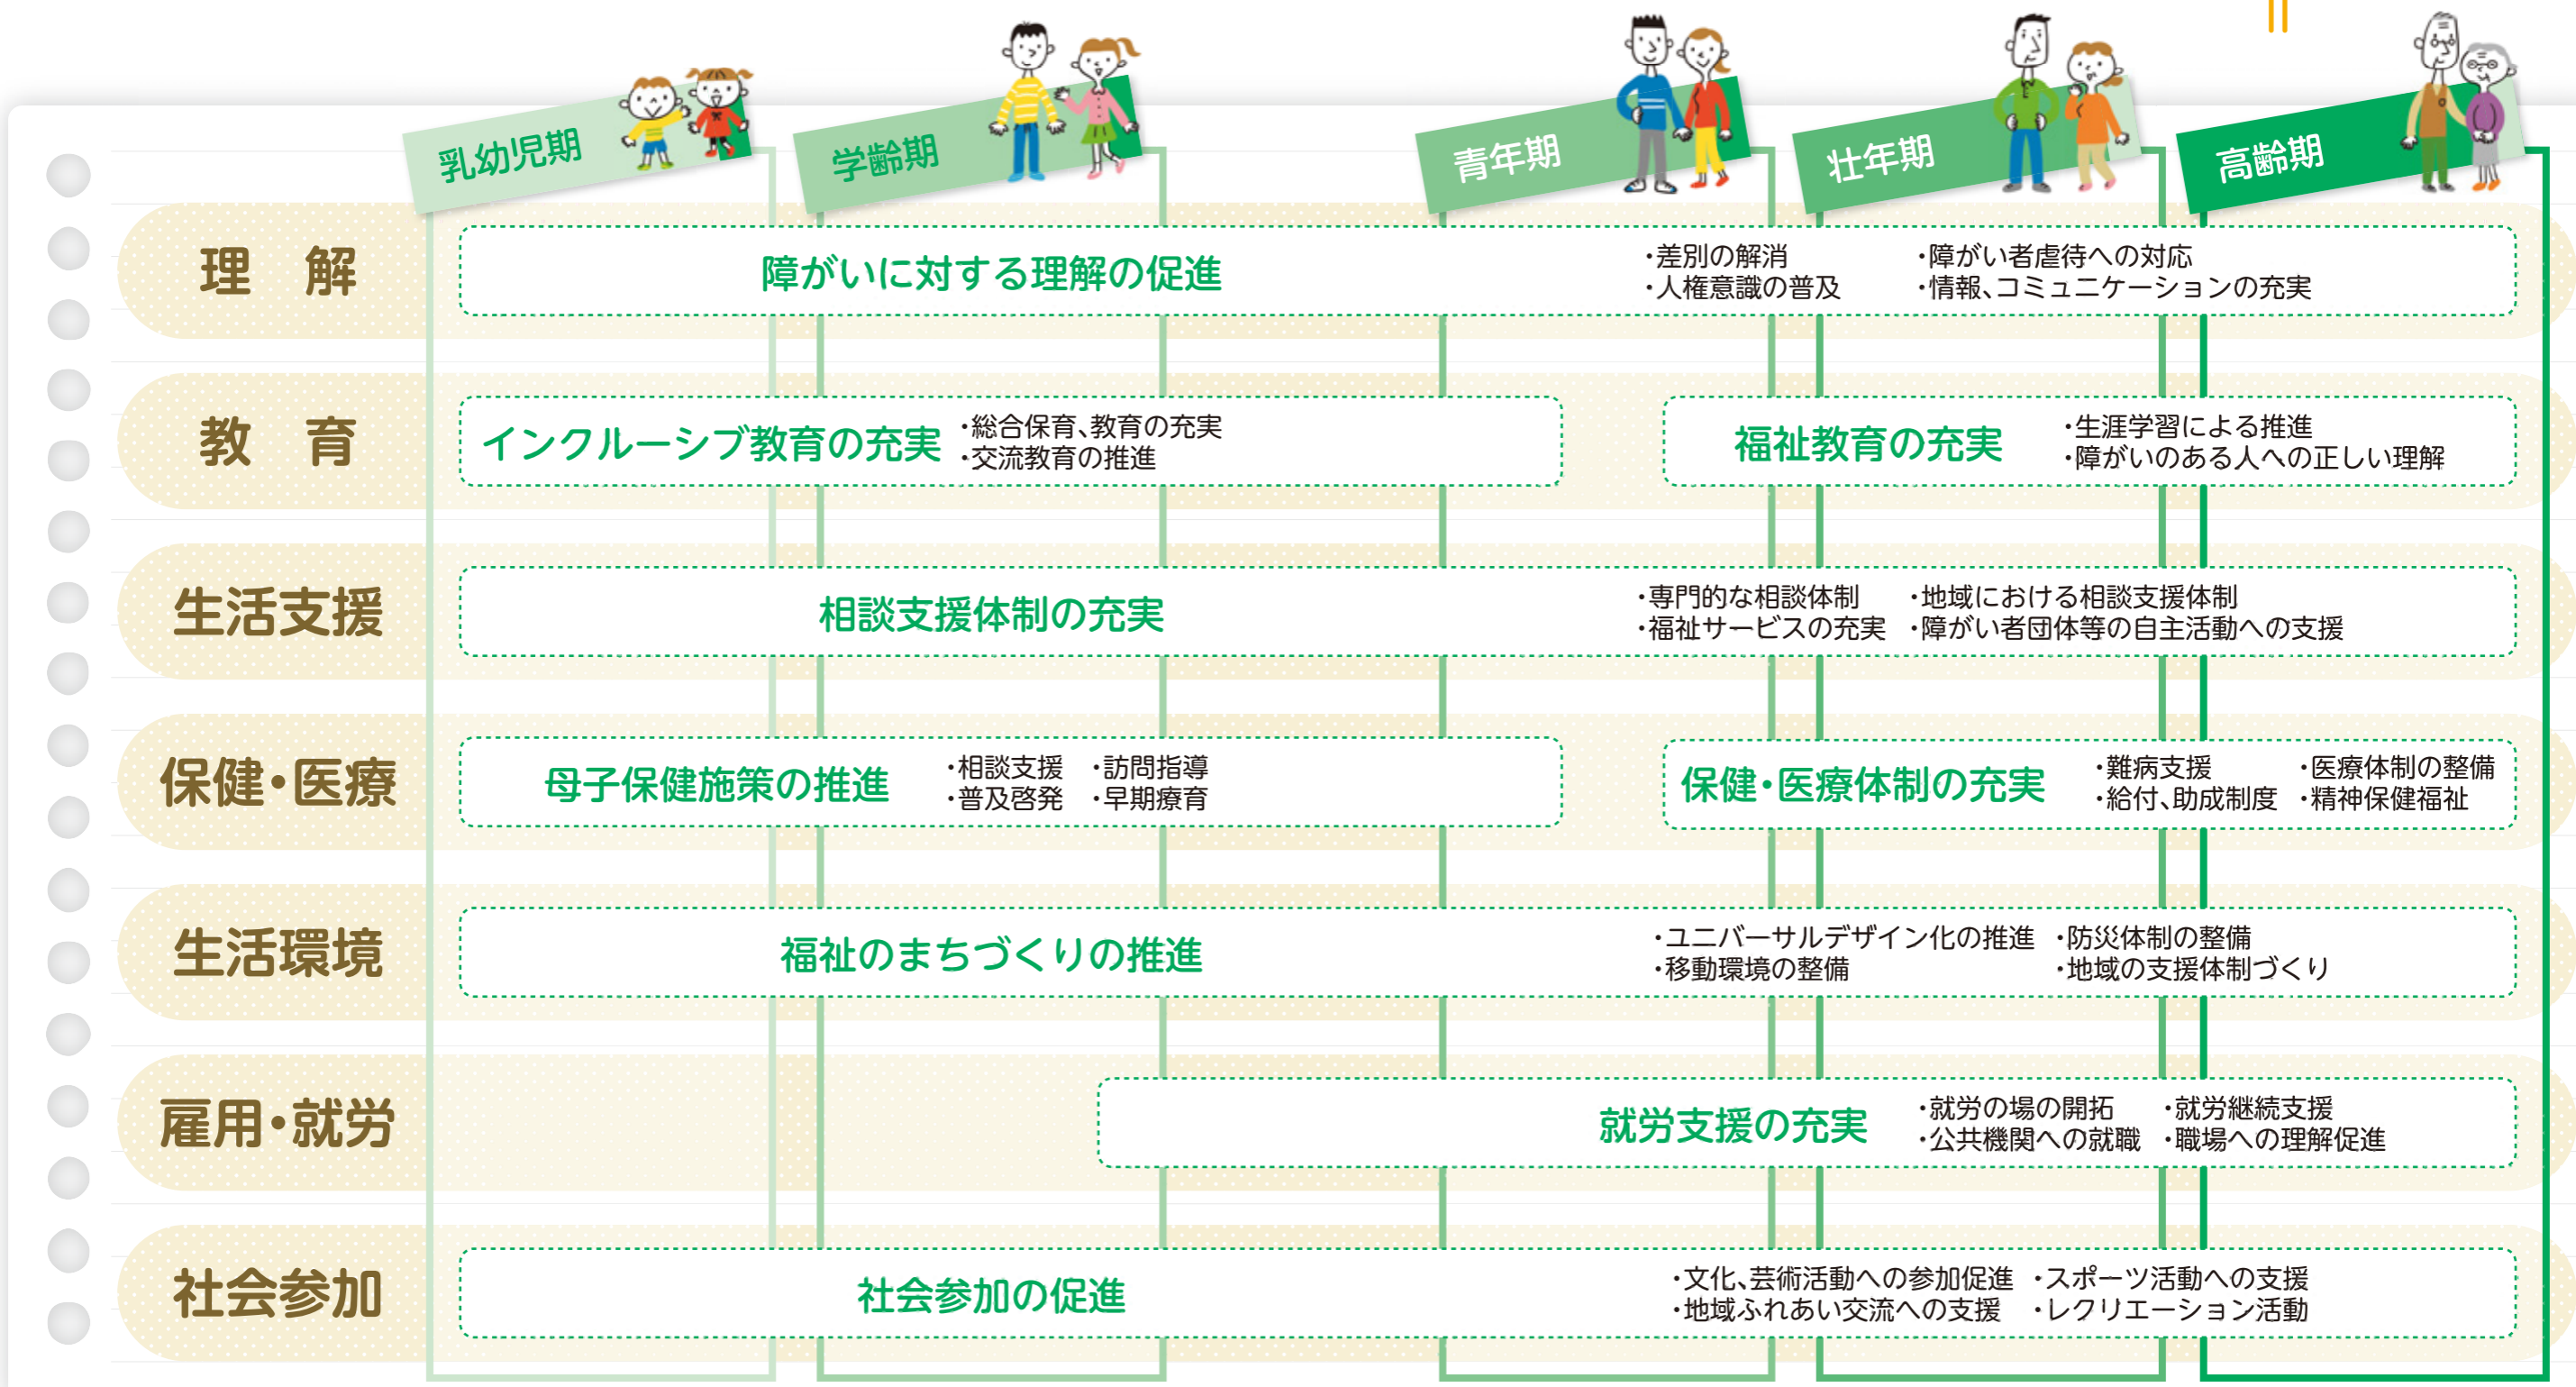 乳幼児期
学齢期
青年期
壮年期
高齢期
理 解
障がいに対する理解の促進
・差別の解消
・人権意識の普及
・障がい者虐待への対応
・情報、コミュニケーションの充実
教 育
インクルーシブ教育の充実
・総合保育、教育の充実
・交流教育の推進
福祉教育の充実
・生涯学習による推進
・障がいのある人への正しい理解
生活支援
相談支援体制の充実
・専門的な相談体制
・福祉サービスの充実
・地域における相談支援体制
・障がい者団体等の自主活動への支援
保健・医療
母子保健施策の推進
・相談支援
・普及啓発
・訪問指導
・早期療育
保健・医療体制の充実
・難病支援
・給付、助成制度
・医療体制の整備
・精神保健福祉
生活環境
福祉のまちづくりの推進
・ユニバーサルデザイン化の推進
・移動環境の整備
・防災体制の整備
・地域の支援体制づくり
雇用・就労
就労支援の充実
・就労の場の開拓
・公共機関への就職
・就労継続支援
・職場への理解促進
社会参加
社会参加の促進
・文化、芸術活動への参加促進
・地域ふれあい交流への支援
・スポーツ活動への支援
・レクリエーション活動